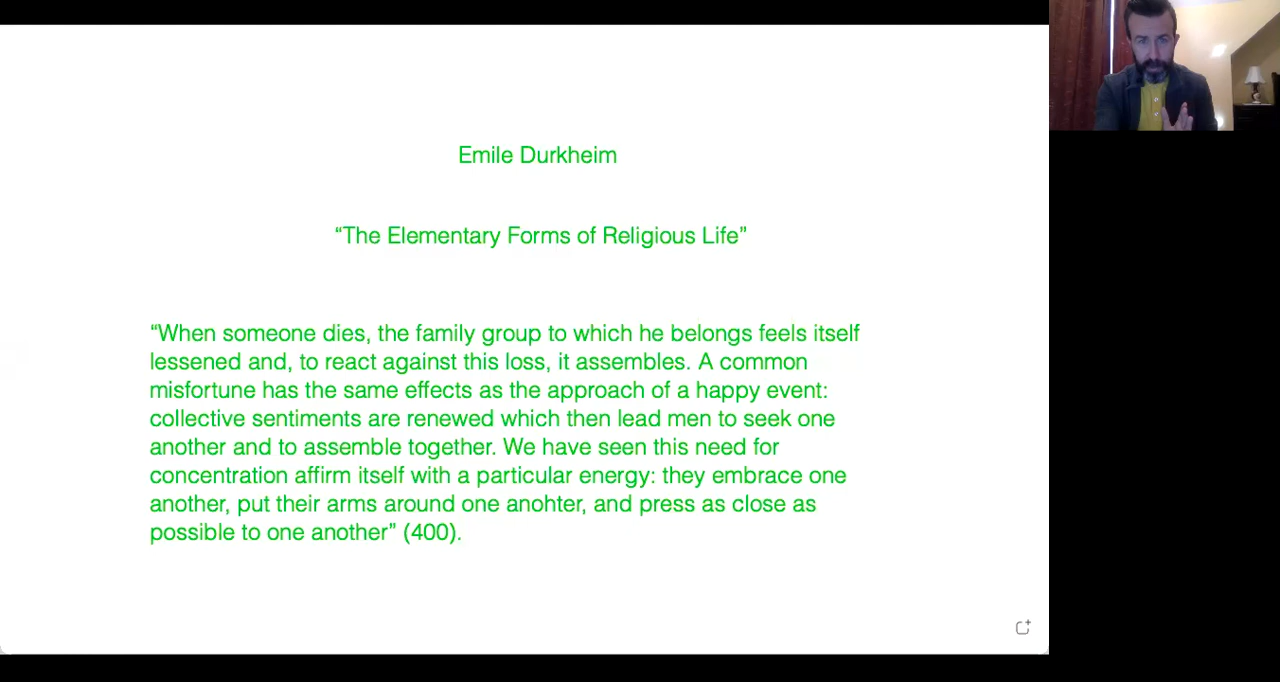 Emile Durkheim
“The Elementary Forms of Religious Life”
“When someone dies, the family group to which he belongs feels itself
lessened and, to react against this loss, it assembles. A common
misfortune has the same effects as the approach of a happy event:
collective sentiments are renewed which then lead men to seek one
another and to assemble together. We have seen this need for
concentration affirm itself with a particular energy: they embrace one
another, put their arms around one anohter, and press as close as
possible to one another” (400).